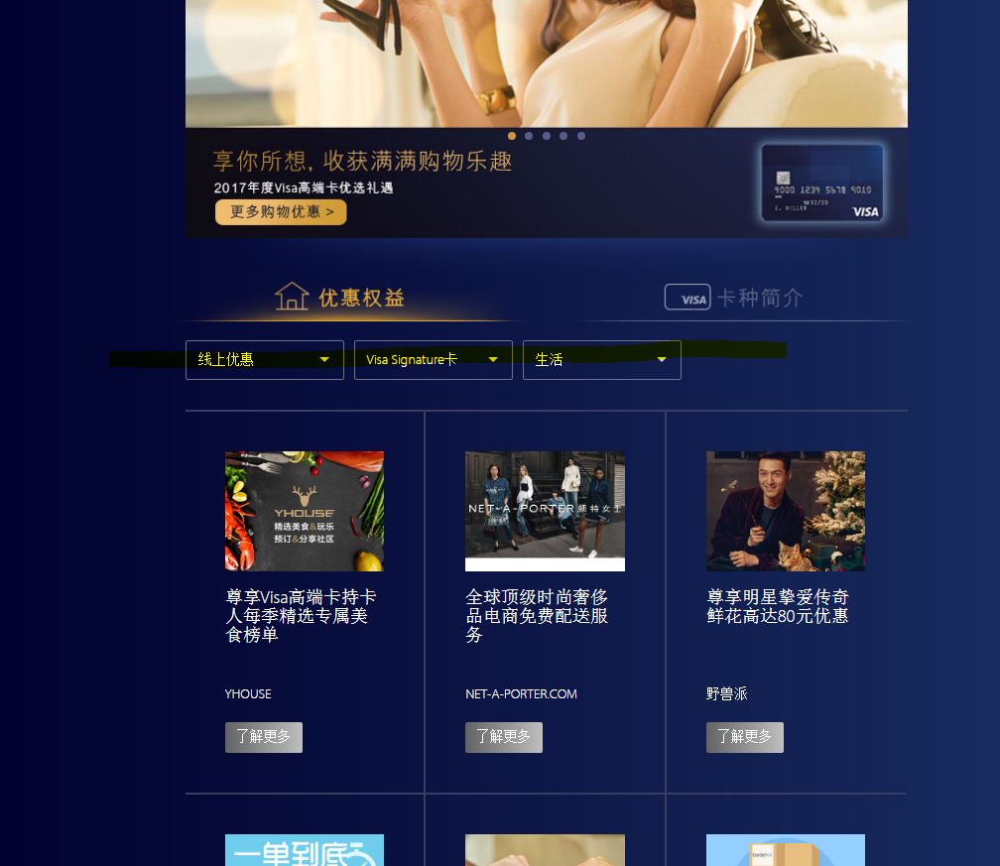 享你所想, 收获满满购物乐趣
2017年度Visa高端卡优选礼遇
更多购物优惠 >
9000 1234 5678 9010
VISA
优惠权益
VISA 卡种简介
线上优惠
Visa Signature卡
生活
YHOUSE
精选美食&玩乐
预订&分享社区
NET-A-PORTER 颇特女士
尊享Visa高端卡持卡
人每季精选专属美
食榜单
全球顶级时尚奢侈
品电商免费配送服
务
尊享明星挚爱传奇
鲜花高达80元优惠
YHOUSE
NET-A-PORTER.COM
野兽派
了解更多
了解更多
了解更多
一单到底